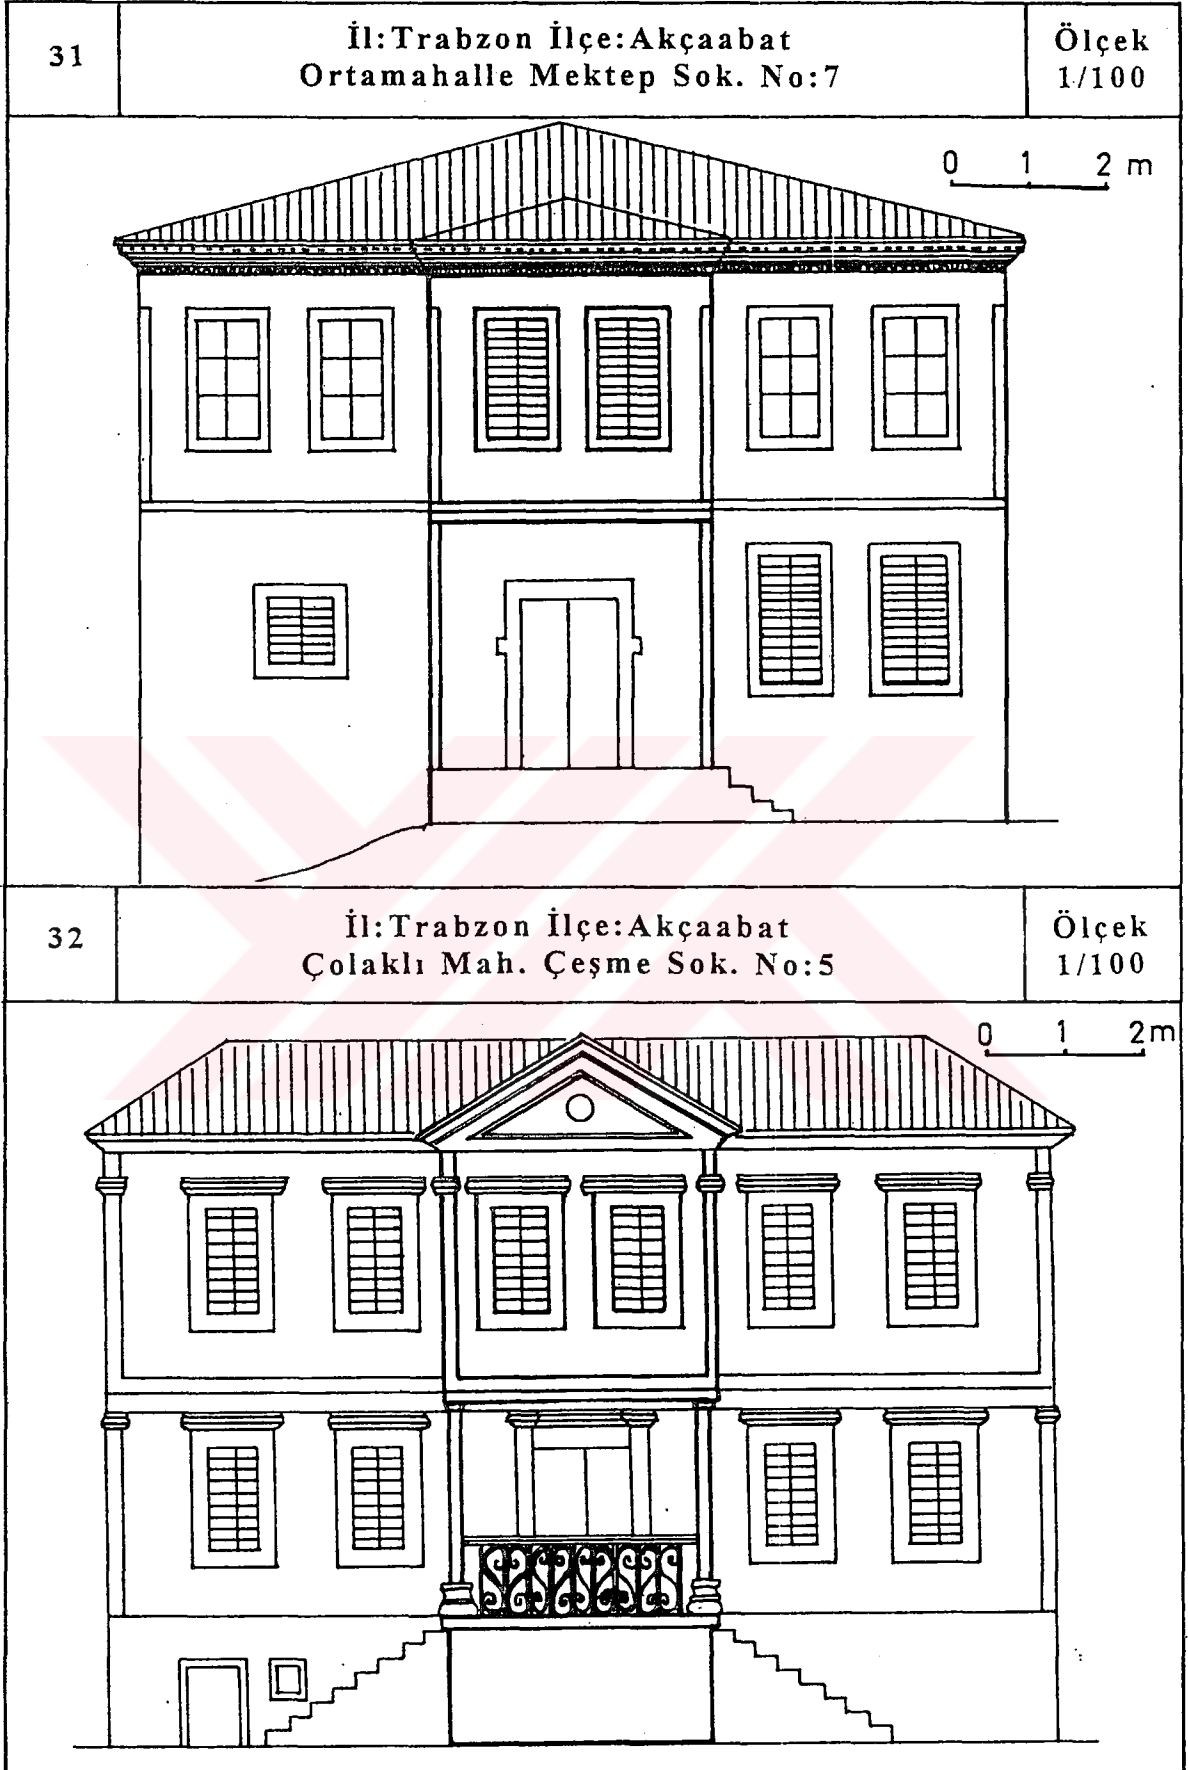 31
İl:Trabzon İlçe:Akçaabat
Ortamahalle Mektep Sok. No:7
Ölçek
1/100
0 1 2 m
32
İl:Trabzon İlçe:Akçaabat
Çolaklı Mah. Çeşme Sok. No:5
Ölçek
1/100
0 1 2m